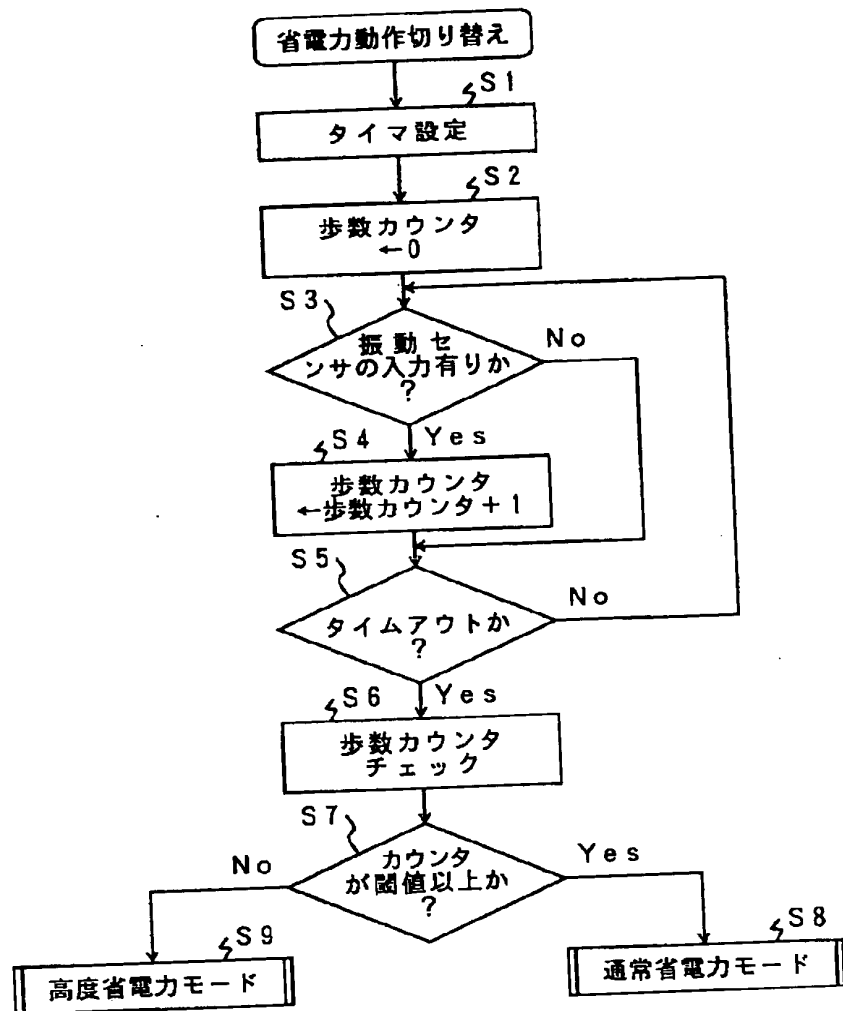 省電力動作切り替え
S1
タイマ設定
S2
歩数カウンタ
←0
S3
振動セ
ンサの入力有りか
?
No
S4
Yes
歩数カウンタ
←歩数カウンタ+1
S5
タイムアウトか
?
No
S6
Yes
歩数カウンタ
チェック
S7
カウンタ
が閾値以上か
?
No
Yes
S9
高度省電力モード
S8
通常省電力モード